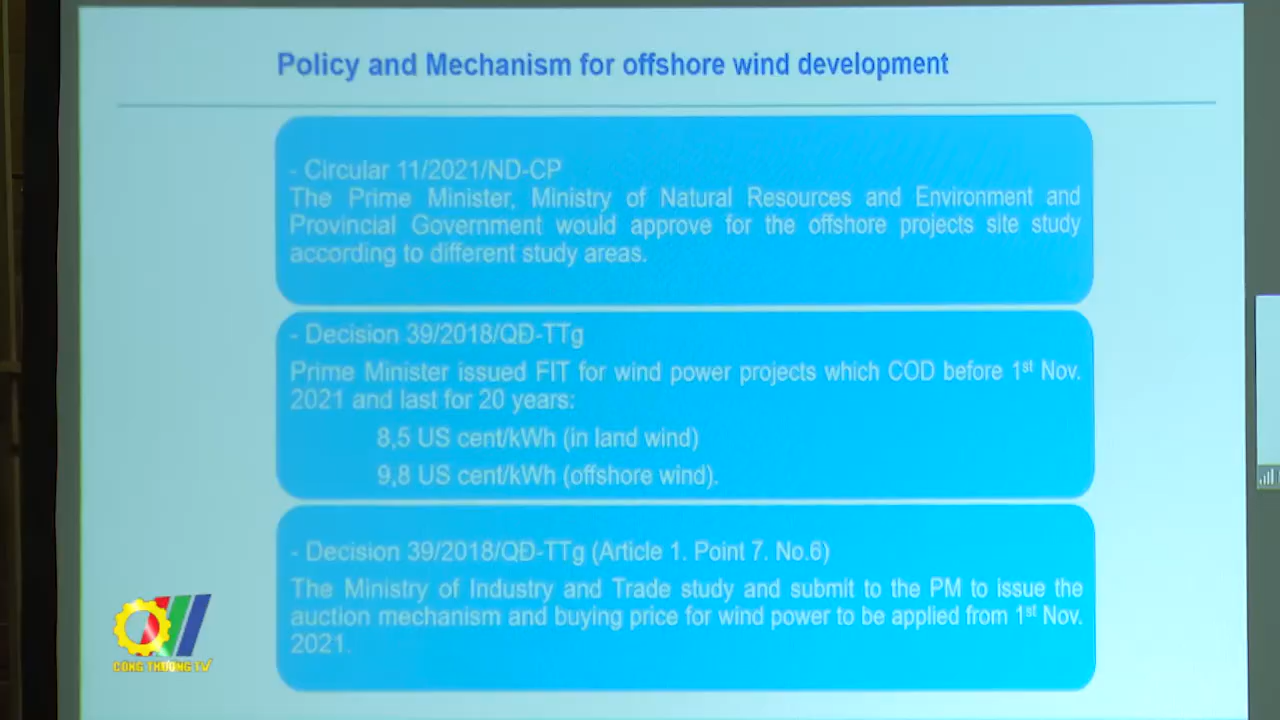 Policy and Mechanism for offshore wind development
- Circular 11/2021/ND-CP
The Prime Minister, Ministry of Natural Resources and Environment and
Provincial Government would approve for the offshore projects site study
according to different study areas.
- Decision 39/2018/QĐ-TTg
Prime Minister issued FIT for wind power projects which COD before 1st Nov.
2021 and last for 20 years:
8,5 US cent/kWh (in land wind)
9,8 US cent/kWh (offshore wind).
- Decision 39/2018/QĐ-TTg (Article 1. Point 7. No.6)
The Ministry of Industry and Trade study and submit to the PM to issue the
auction mechanism and buying price for wind power to be applied from 1st Nov.
2021.
CÔNG THƯƠNG TV